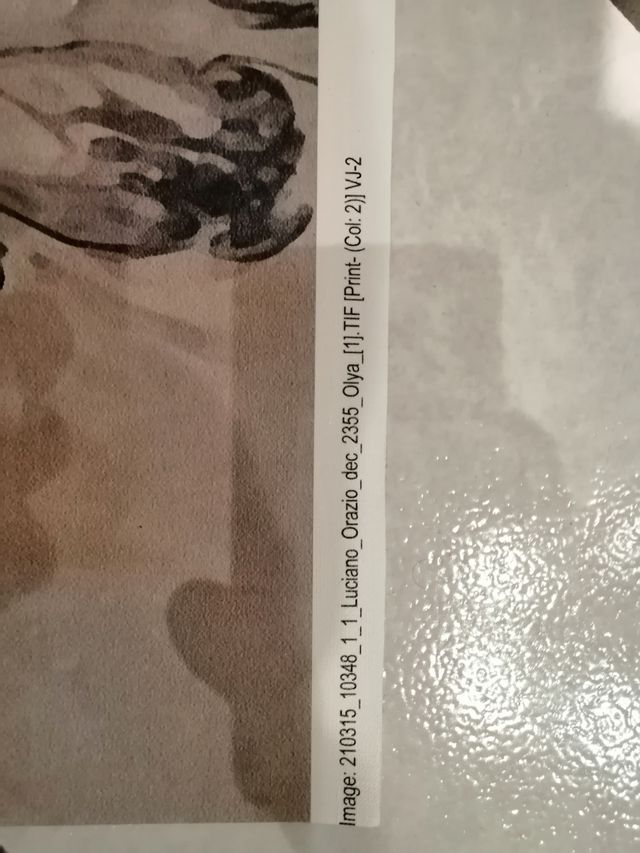 Image: 210315_10348_1_1_Luciano_Orazio_dec_2355_Olya_[1].TIF [Print- (Col: 2)] VJ-2